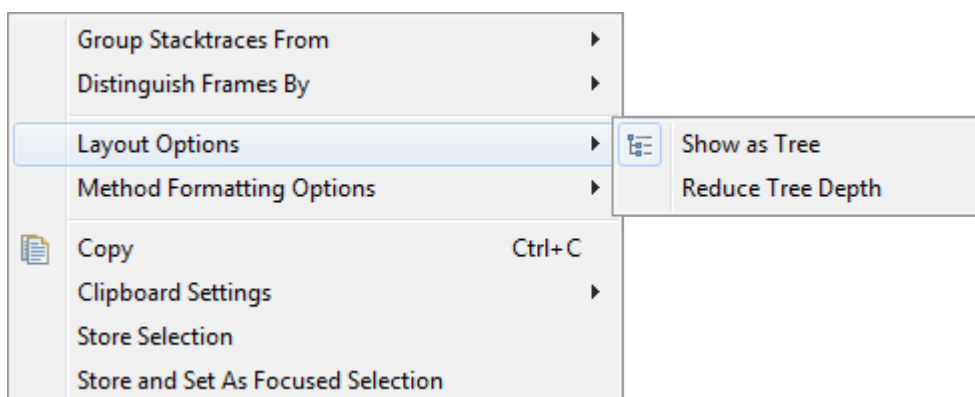 Group Stacktraces From
Distinguish Frames By
Layout Options
Show as Tree
Method Formatting Options
Reduce Tree Depth
Copy Ctrl+C
Clipboard Settings
Store Selection
Store and Set As Focused Selection